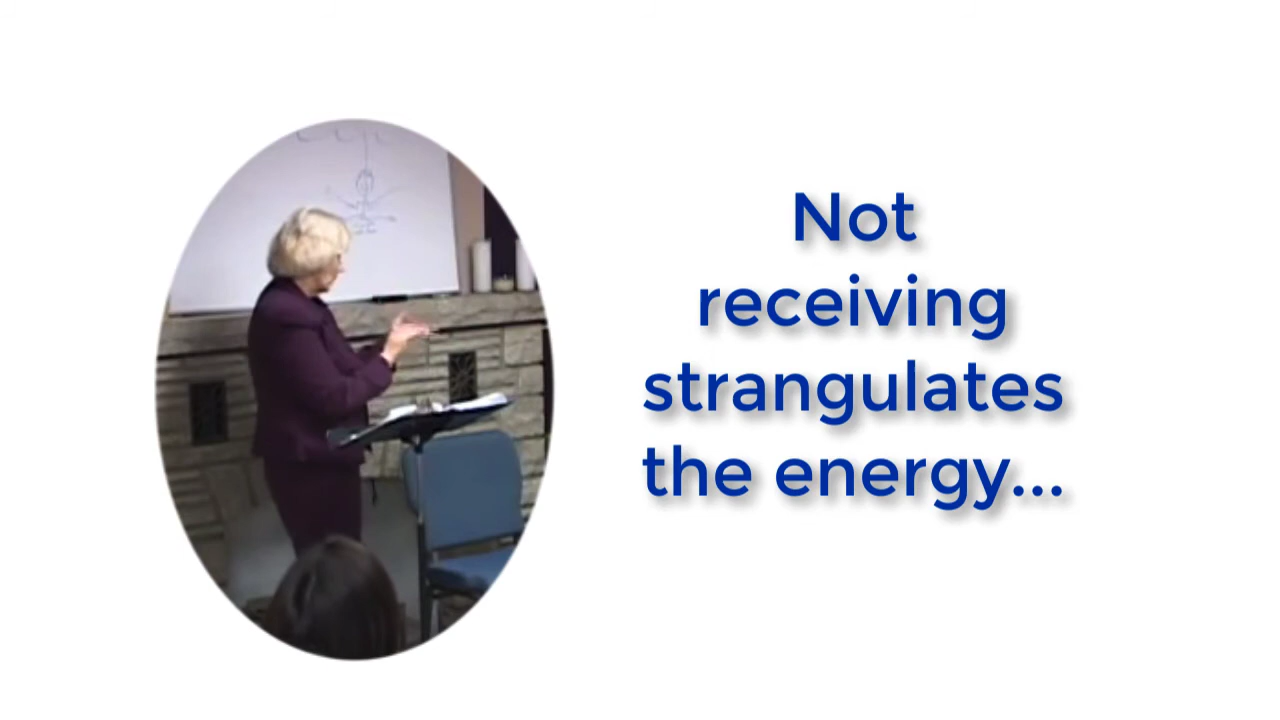 Not
receiving
strangulates
the energy...